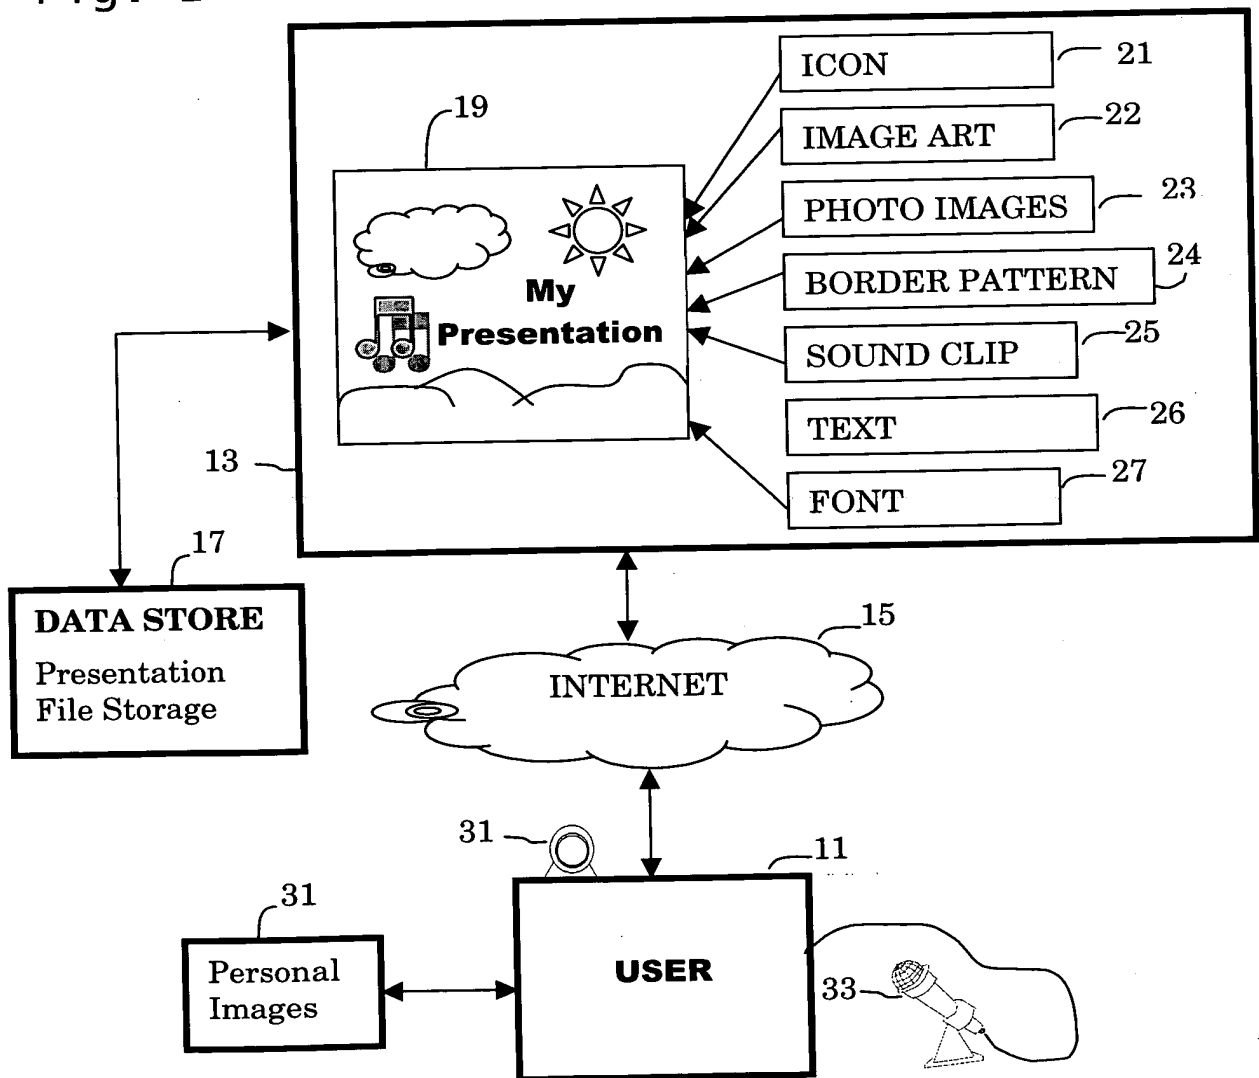 ICON
21
IMAGE ART
22
19
PHOTO IMAGES
23
BORDER PATTERN
24
My
Presentation
SOUND CLIP
25
TEXT
26
13
FONT
27
17
DATA STORE
Presentation
File Storage
15
INTERNET
31
11
31
Personal
Images
USER
33